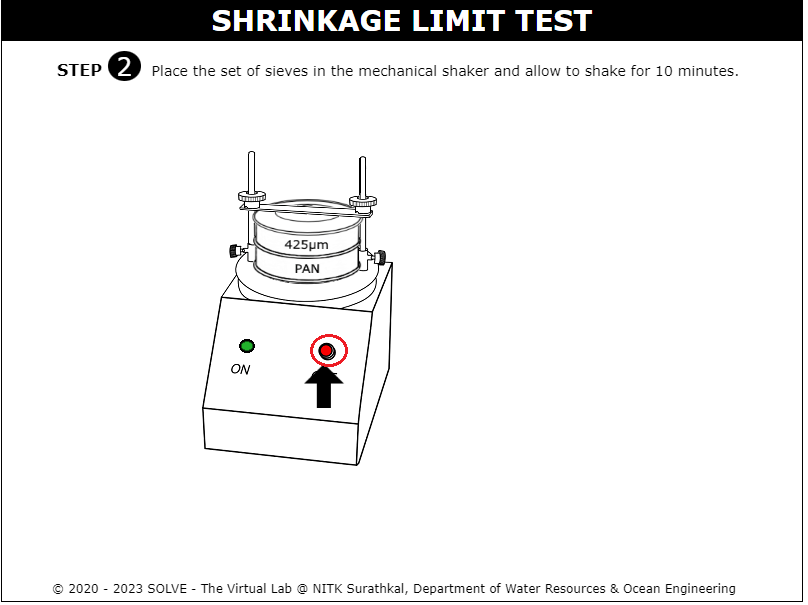 SHRINKAGE LIMIT TEST
STEP 2 Place the set of sieves in the mechanical shaker and allow to shake for 10 minutes.
425µm
PAN
ON
© 2020 - 2023 SOLVE - The Virtual Lab @ NITK Surathkal, Department of Water Resources & Ocean Engineering